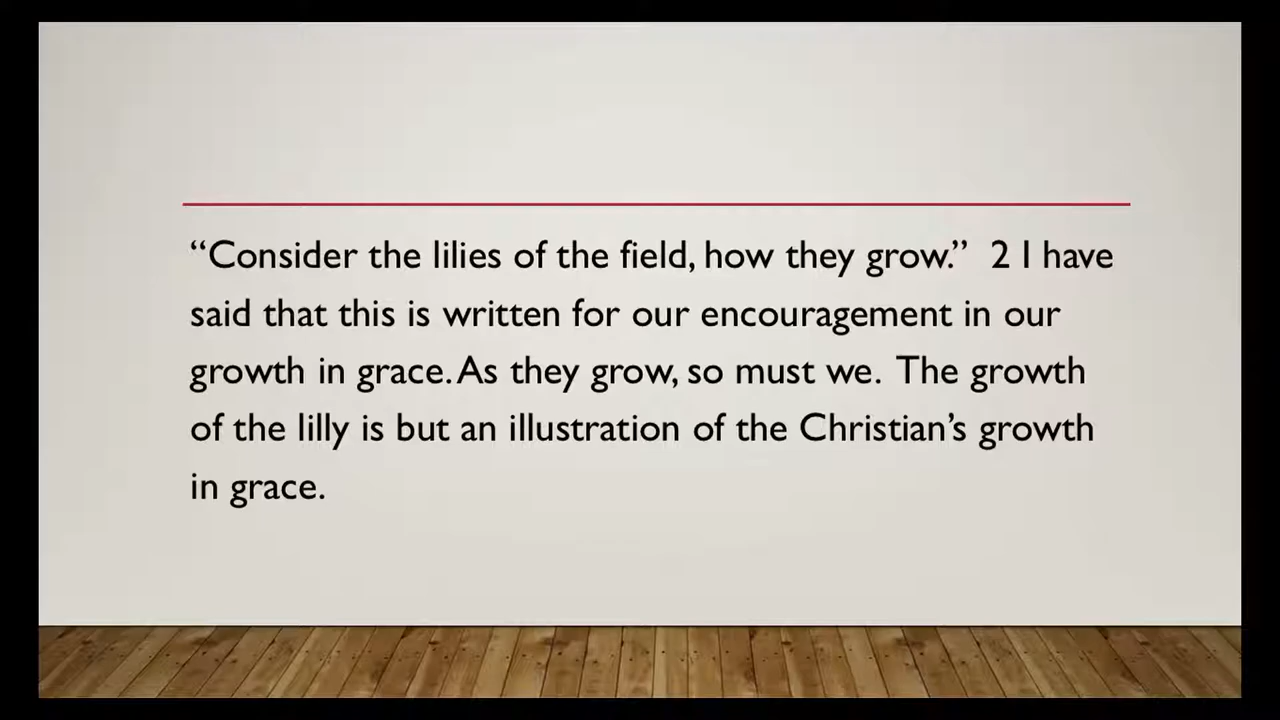 “Consider the lilies of the field, how they grow.”  2 I have
said that this is written for our encouragement in our
growth in grace. As they grow, so must we.  The growth
of the lilly is but an illustration of the Christian’s growth
in grace.